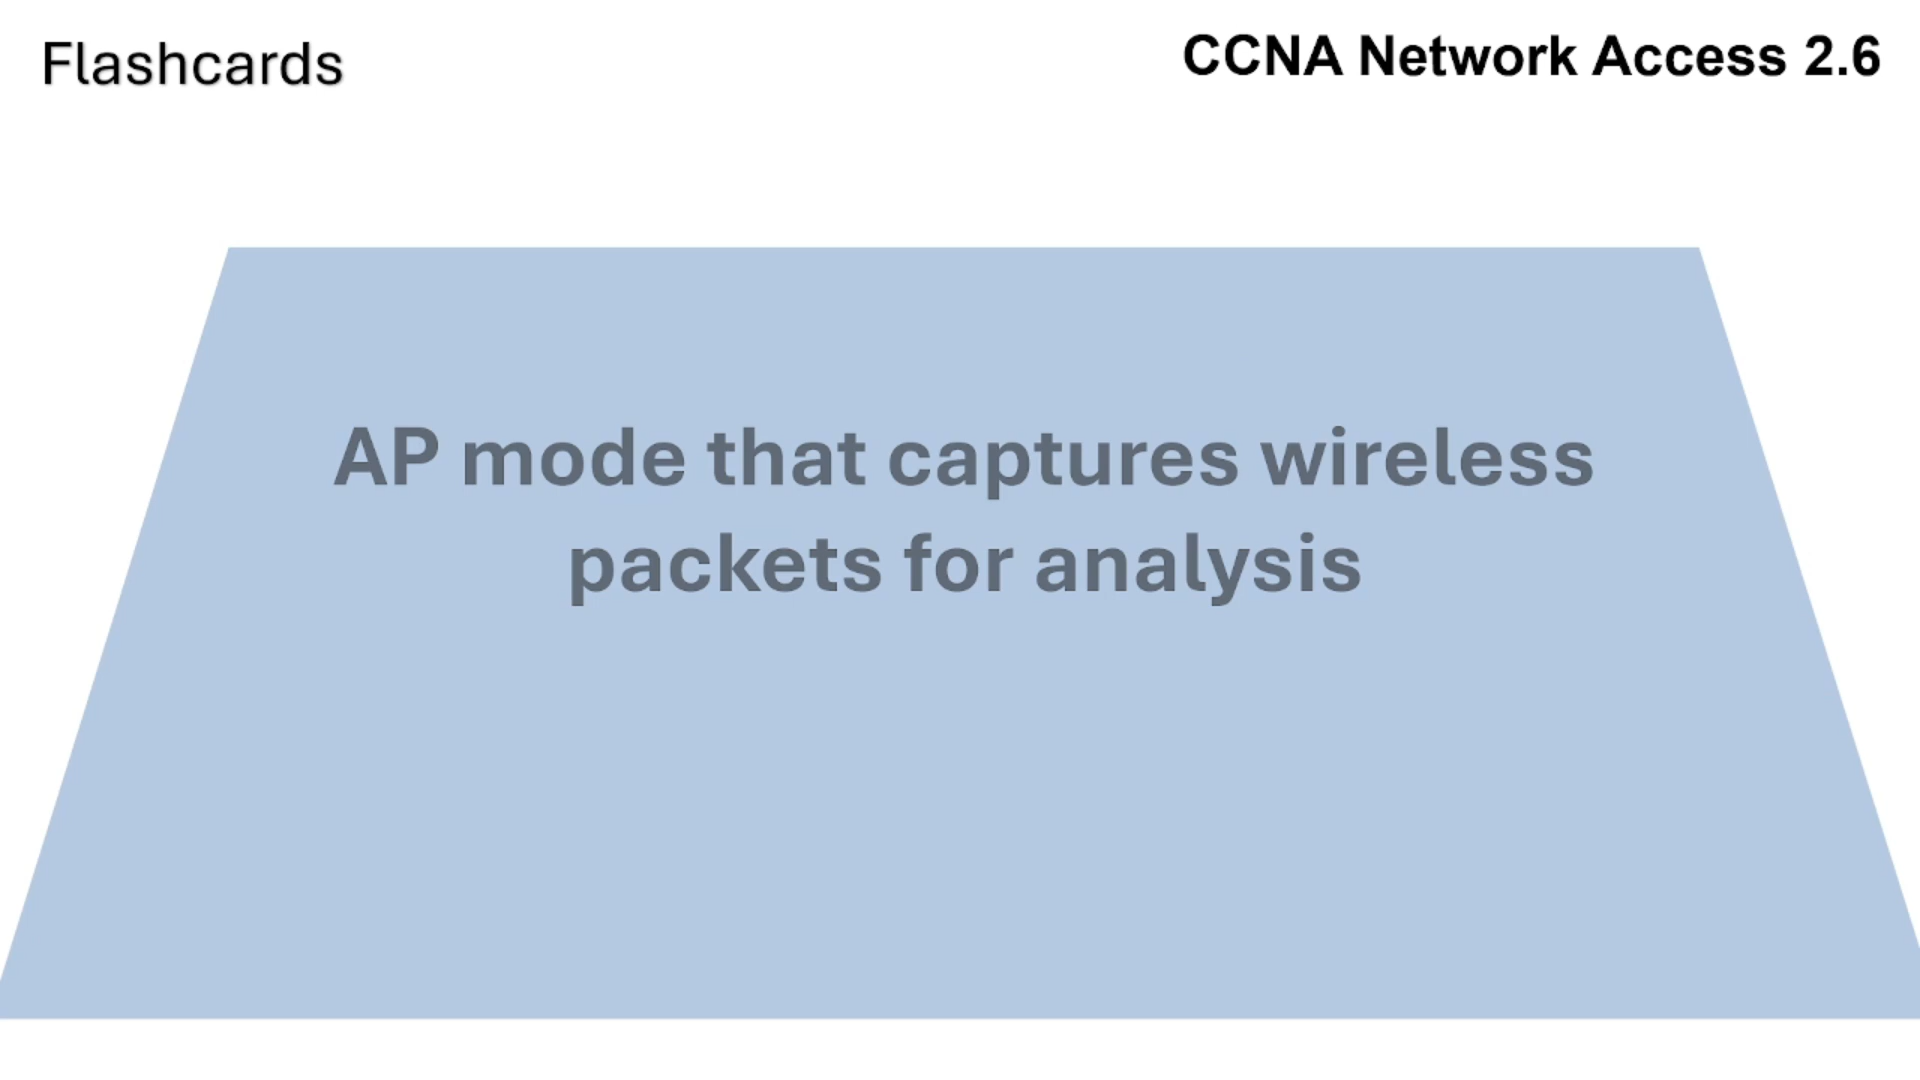 Flashcards
CCNA Network Access 2.6
AP mode that captures wireless
packets for analysis